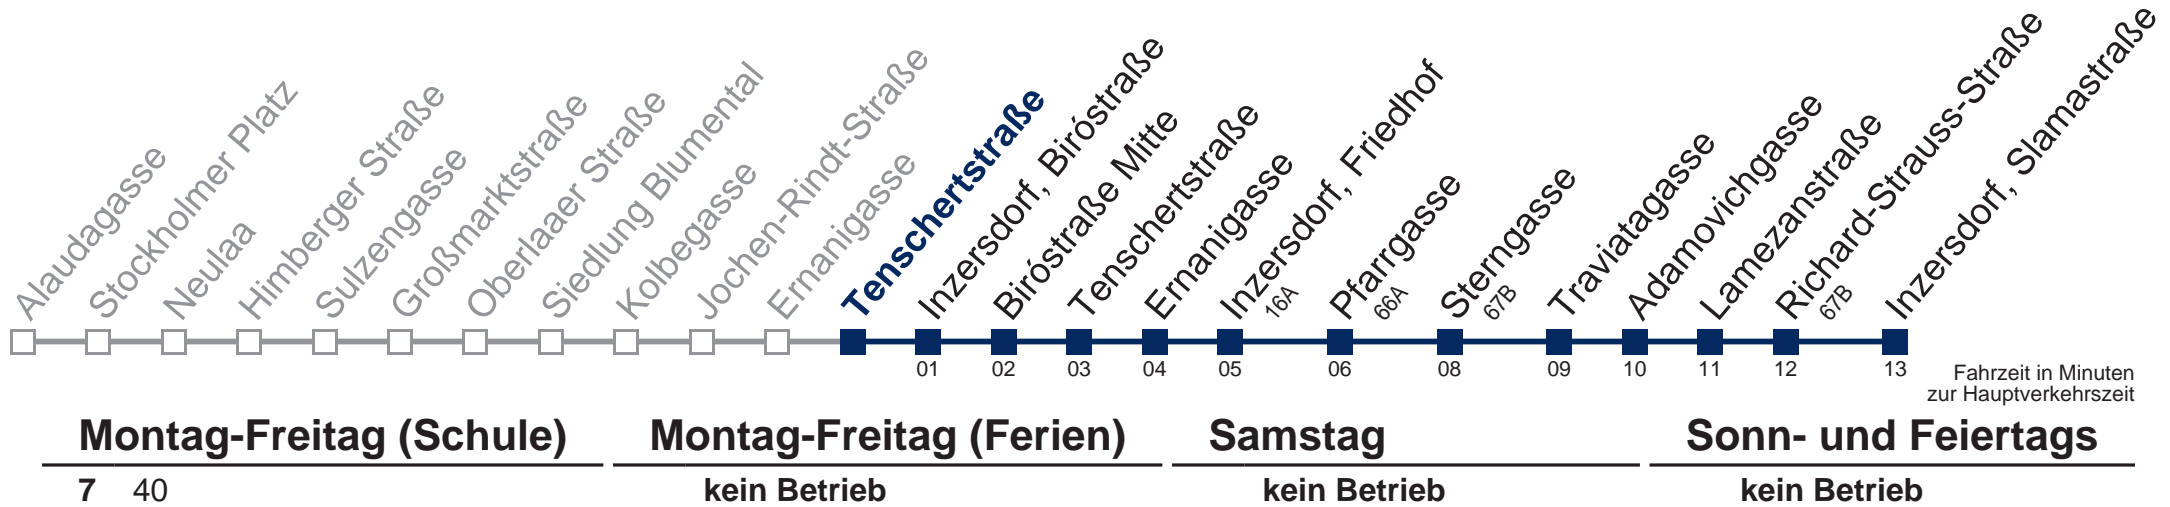 Alaudagasse
Stockholmer Platz
Neulaa
Himberger Straße
Sulzengasse
Großmarktstraße
Oberlaaer Straße
Siedlung Blumental
Kolbegasse
Jochen-Rindt-Straße
Ernanigasse
Tenschertstraße
Inzersdorf, Biróstraße
Biróstraße Mitte
Tenschertstraße
Ernanigasse
Inzersdorf, Friedhof
16A
Pfarrgasse
66A
Sterngasse
67B
Traviatagasse
Adamovichgasse
Lamezanstraße
Richard-Strauss-Straße
67B
Inzersdorf, Slamastraße
01 02 03 04 05 06 08 09 10 11 12 13
Fahrzeit in Minuten
zur Hauptverkehrszeit
Montag-Freitag (Schule) Montag-Freitag (Ferien) Samstag Sonn- und Feiertags
7 40 kein Betrieb kein Betrieb kein Betrieb